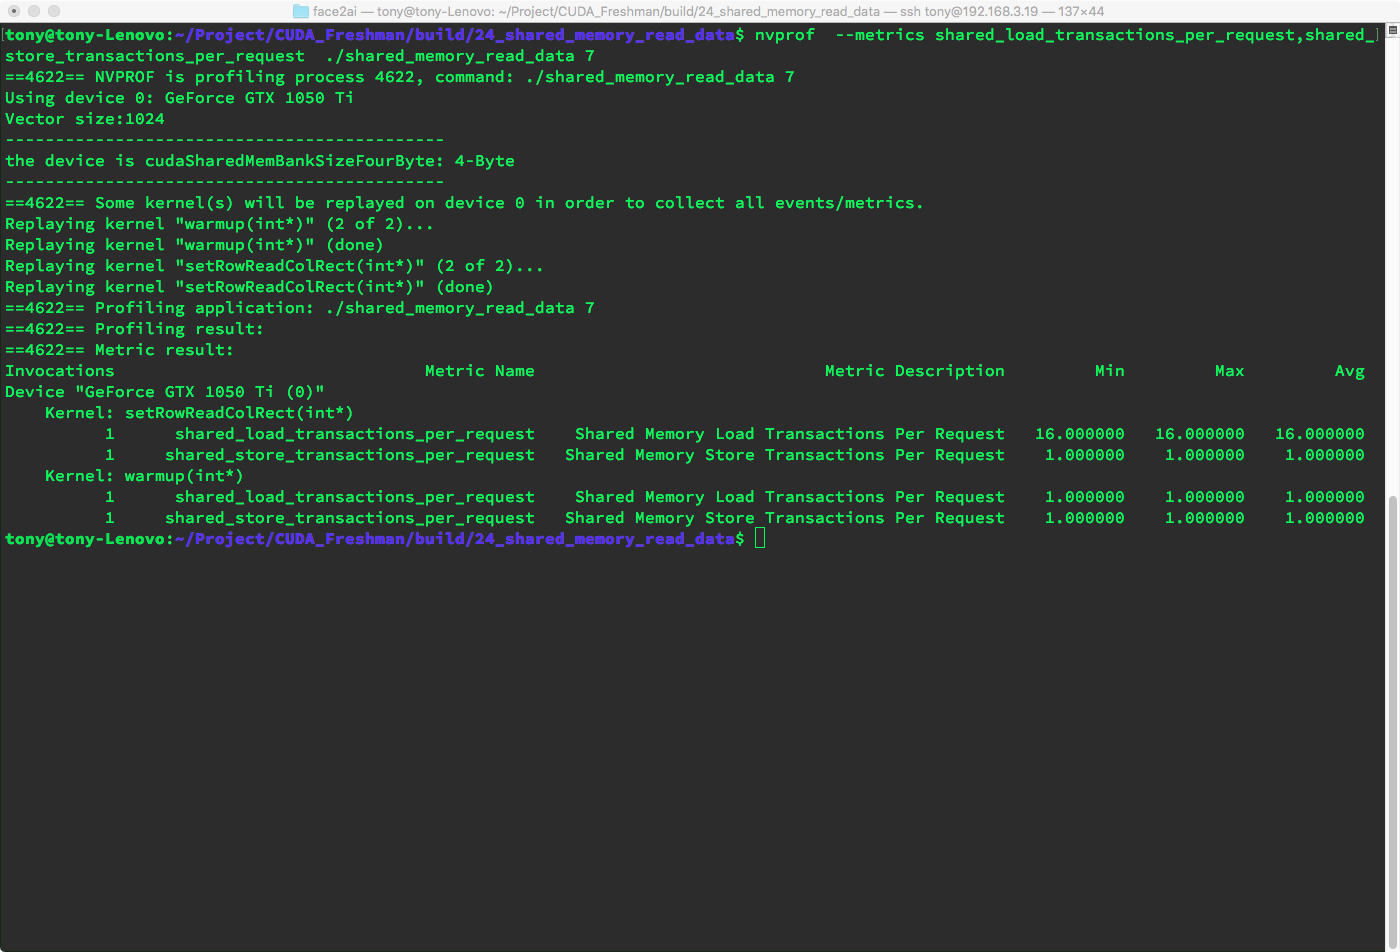 face2ai — tony@tony-Lenovo: ~/Project/CUDA_Freshman/build/24_shared_memory_read_data — ssh tony@192.168.3.19 — 137×44
[tony@tony-Lenovo:~/Project/CUDA_Freshman/build/24_shared_memory_read_data$ nvprof  --metrics shared_load_transactions_per_request,shared_]
store_transactions_per_request  ./shared_memory_read_data 7
==4622== NVPROF is profiling process 4622, command: ./shared_memory_read_data 7
Using device 0: GeForce GTX 1050 Ti
Vector size:1024
--------------------------------------------
the device is cudaSharedMemBankSizeFourByte: 4-Byte
--------------------------------------------
==4622== Some kernel(s) will be replayed on device 0 in order to collect all events/metrics.
Replaying kernel "warmup(int*)" (2 of 2)...
Replaying kernel "warmup(int*)" (done)
Replaying kernel "setRowReadColRect(int*)" (2 of 2)...
Replaying kernel "setRowReadColRect(int*)" (done)
==4622== Profiling application: ./shared_memory_read_data 7
==4622== Profiling result:
==4622== Metric result:
Invocations                               Metric Name                             Metric Description         Min         Max         Avg
Device "GeForce GTX 1050 Ti (0)"
    Kernel: setRowReadColRect(int*)
          1      shared_load_transactions_per_request    Shared Memory Load Transactions Per Request   16.000000   16.000000   16.000000
          1     shared_store_transactions_per_request   Shared Memory Store Transactions Per Request    1.000000    1.000000    1.000000
    Kernel: warmup(int*)
          1      shared_load_transactions_per_request    Shared Memory Load Transactions Per Request    1.000000    1.000000    1.000000
          1     shared_store_transactions_per_request   Shared Memory Store Transactions Per Request    1.000000    1.000000    1.000000
tony@tony-Lenovo:~/Project/CUDA_Freshman/build/24_shared_memory_read_data$